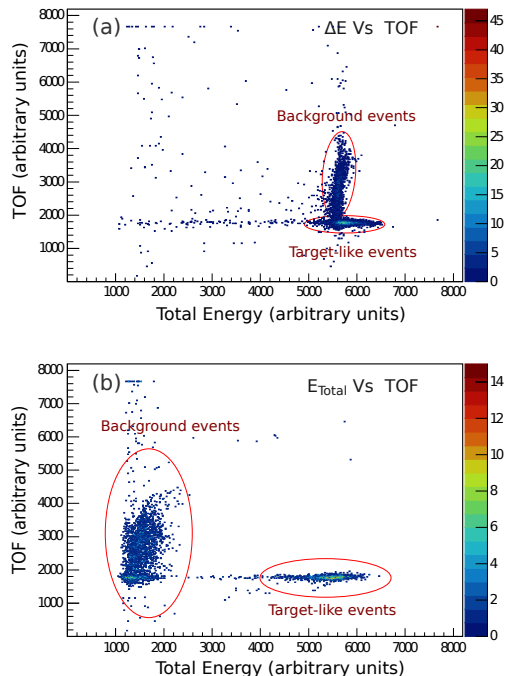 (a) ΔE Vs TOF
Background events
Target-like events
TOF (arbitrary units)
8000
7000
6000
5000
4000
3000
2000
1000
1000 2000 3000 4000 5000 6000 7000 8000
Total Energy (arbitrary units)
45
40
35
30
25
20
15
10
5
0
(b) E_Total Vs TOF
Background events
Target-like events
TOF (arbitrary units)
8000
7000
6000
5000
4000
3000
2000
1000
1000 2000 3000 4000 5000 6000 7000 8000
Total Energy (arbitrary units)
14
12
10
8
6
4
2
0